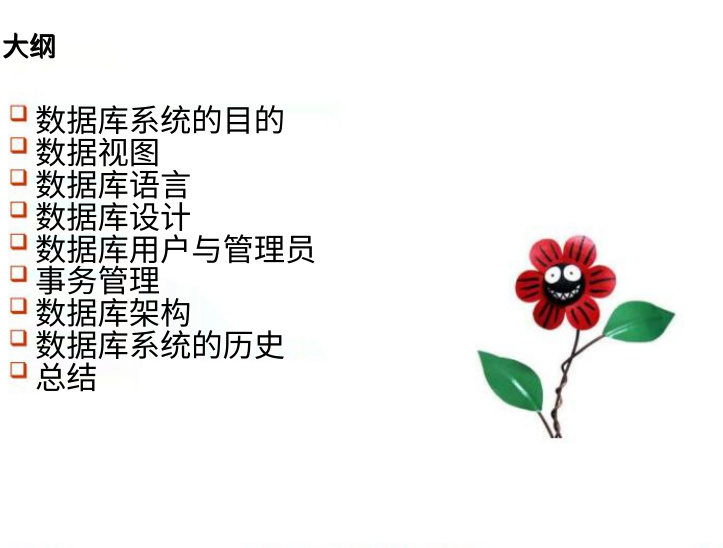 大纲
数据库系统的目的
数据视图
数据库语言
数据库设计
数据库用户与管理员
事务管理
数据库架构
数据库系统的历史
总结